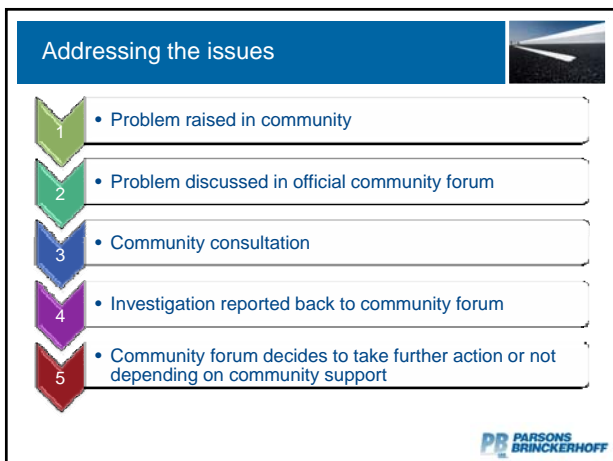 Addressing the issues
1
• Problem raised in community
2
• Problem discussed in official community forum
3
• Community consultation
4
• Investigation reported back to community forum
5
• Community forum decides to take further action or not
depending on community support
PB PARSONS
BRINCKERHOFF